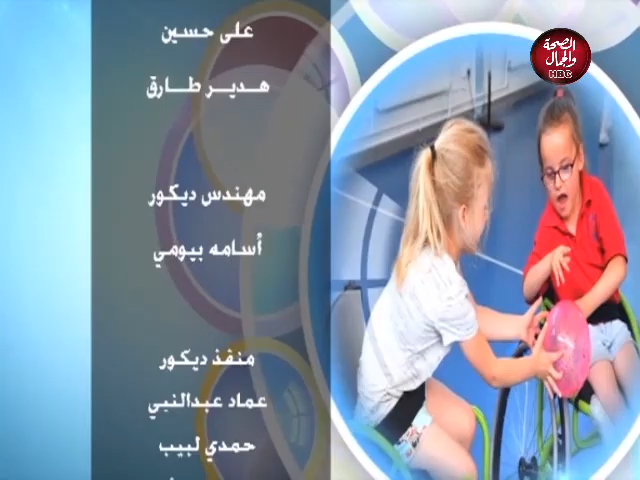 الصحة
والجمال
HBC
على حسين
هدير طارق
مهندس ديكور
أسامه بيومي
منفذ ديكور
عماد عبدالنبي
حمدي لبيب